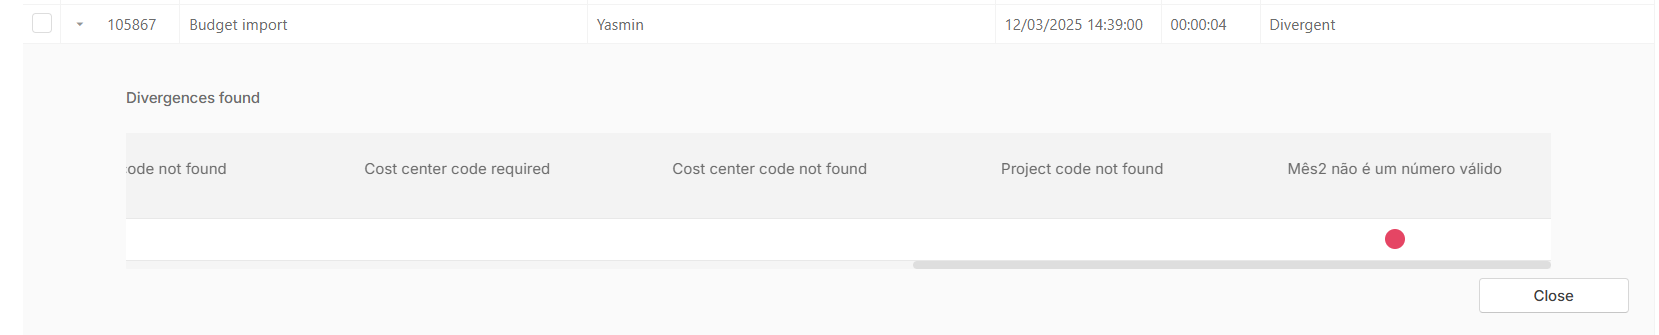 105867 Budget import Yasmin 12/03/2025 14:39:00 00:00:04 Divergent
Divergences found
code not found Cost center code required Cost center code not found Project code not found Mês2 não é um número válido
Close